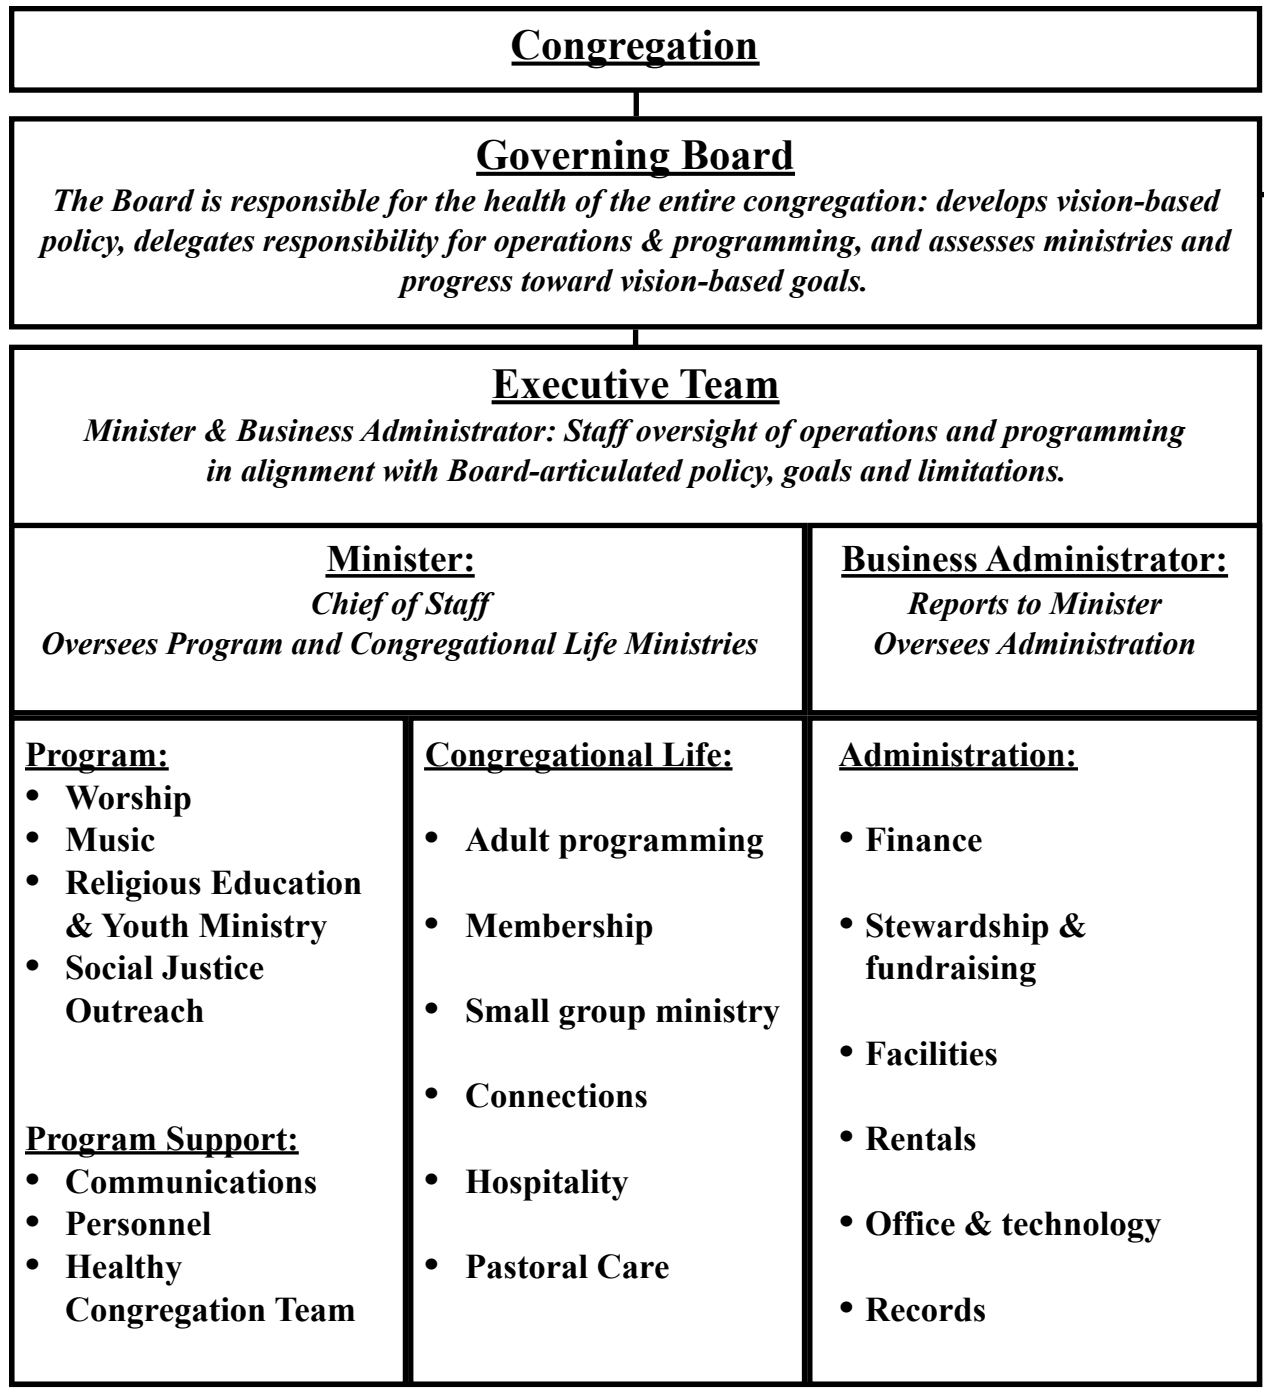 Congregation
Governing Board
The Board is responsible for the health of the entire congregation: develops vision-based
policy, delegates responsibility for operations & programming, and assesses ministries and
progress toward vision-based goals.
Executive Team
Minister & Business Administrator: Staff oversight of operations and programming
in alignment with Board-articulated policy, goals and limitations.
Minister:
Chief of Staff
Oversees Program and Congregational Life Ministries
Business Administrator:
Reports to Minister
Oversees Administration
Program:
• Worship
• Music
• Religious Education
& Youth Ministry
• Social Justice
Outreach
Program Support:
• Communications
• Personnel
• Healthy
Congregation Team
Congregational Life:
• Adult programming
• Membership
• Small group ministry
• Connections
• Hospitality
• Pastoral Care
Administration:
• Finance
• Stewardship &
fundraising
• Facilities
• Rentals
• Office & technology
• Records